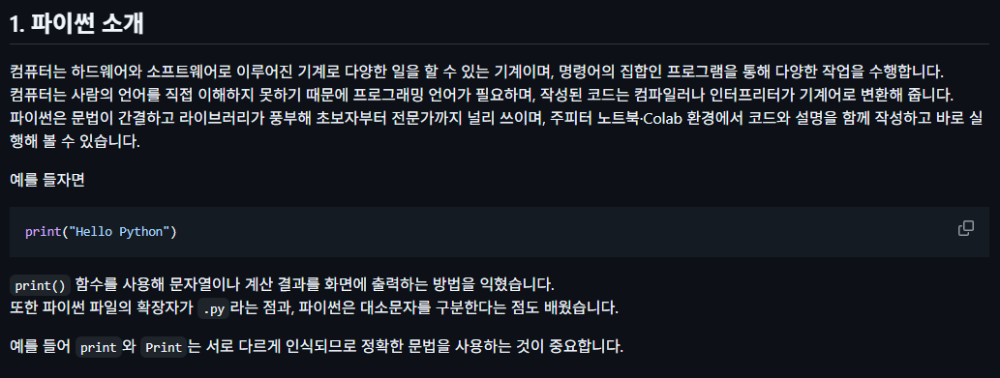 1. 파이썬 소개
컴퓨터는 하드웨어와 소프트웨어로 이루어진 기계로 다양한 일을 할 수 있는 기계이며, 명령어의 집합인 프로그램을 통해 다양한 작업을 수행합니다.
컴퓨터는 사람의 언어를 직접 이해하지 못하기 때문에 프로그래밍 언어가 필요하며, 작성된 코드는 컴파일러나 인터프리터가 기계어로 변환해 줍니다.
파이썬은 문법이 간결하고 라이브러리가 풍부해 초보자부터 전문가까지 널리 쓰이며, 주피터 노트북·Colab 환경에서 코드와 설명을 함께 작성하고 바로 실
행해 볼 수 있습니다.
예를 들자면
print("Hello Python")
print() 함수를 사용해 문자열이나 계산 결과를 화면에 출력하는 방법을 익혔습니다.
또한 파이썬 파일의 확장자가 .py라는 점과, 파이썬은 대소문자를 구분한다는 점도 배웠습니다.
예를 들어 print와 Print는 서로 다르게 인식되므로 정확한 문법을 사용하는 것이 중요합니다.